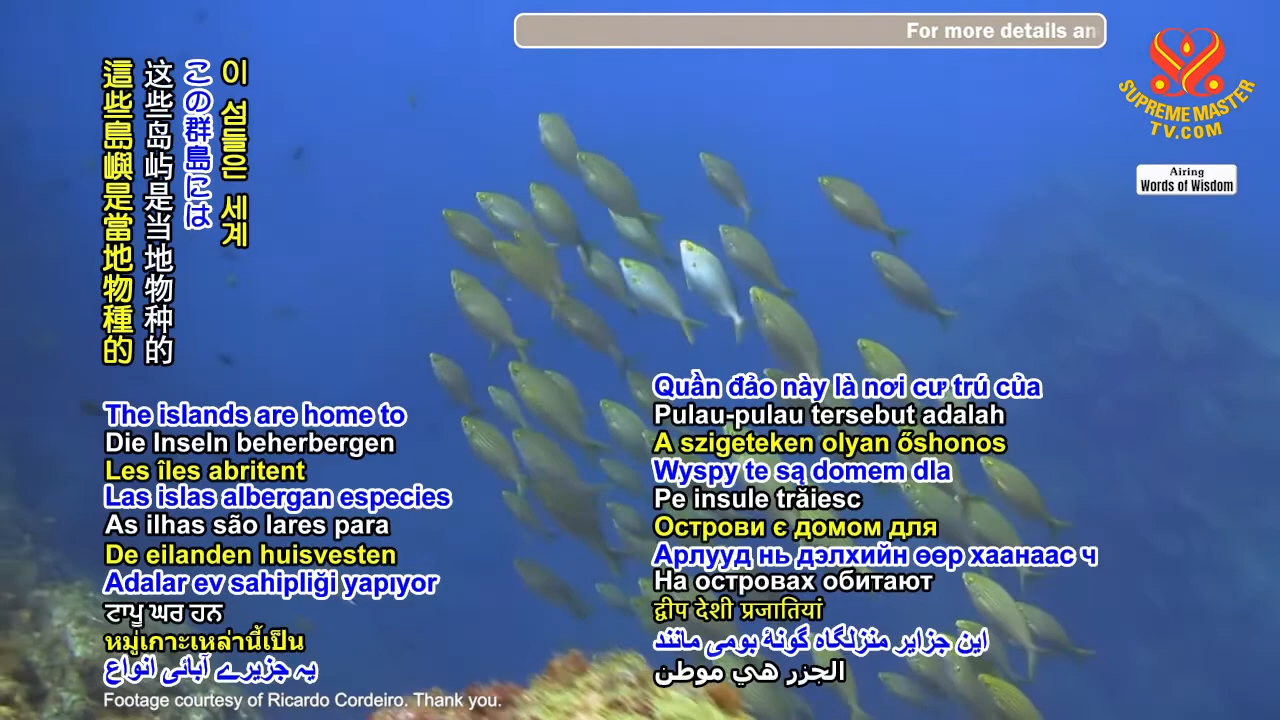 For more details an
SUPREME MASTER
TV.COM
Airing
Words of Wisdom
이 섬들은 세계
この群島には
这些岛屿是当地物种的
這些島嶼是當地物種的
The islands are home to
Die Inseln beherbergen
Les îles abritent
Las islas albergan especies
As ilhas são lares para
De eilanden huisvesten
Adalar ev sahipliği yapıyor
ਟਾਪੂ ਘਰ ਹਨ
หมู่เกาะเหล่านี้เป็น
یہ جزیرے آبائی انواع
Quần đảo này là nơi cư trú của
Pulau-pulau tersebut adalah
A szigeteken olyan őshonos
Wyspy te są domem dla
Pe insule trăiesc
Острови є домом для
Арлууд нь дэлхийн өөр хаанаас ч
На островах обитают
द्वीप देशी प्रजातियां
این جزایر منزلگاه گونهٔ بومی مانند
الجزر هي موطن
Footage courtesy of Ricardo Cordeiro. Thank you.